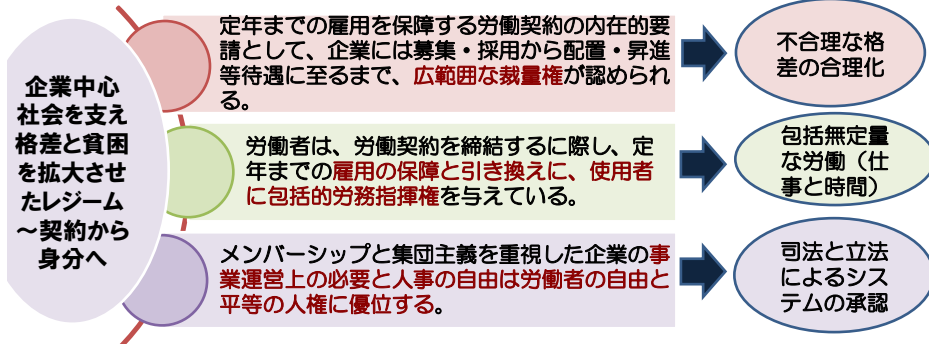 企業中心
社会を支え
格差と貧困
を拡大させ
たレジーム
～契約から
身分へ
定年までの雇用を保障する労働契約の内在的要
請として、企業には募集・採用から配置・昇進
等待遇に至るまで、広範囲な裁量権が認められ
る。
不合理な格
差の合理化
労働者は、労働契約を締結するに際し、定
年までの雇用の保障と引き換えに、使用者
に包括的労務指揮権を与えている。
包括無定量
な労働（仕
事と時間）
メンバーシップと集団主義を重視した企業の事
業運営上の必要と人事の自由は労働者の自由と
平等の人権に優位する。
司法と立法
によるシス
テムの承認